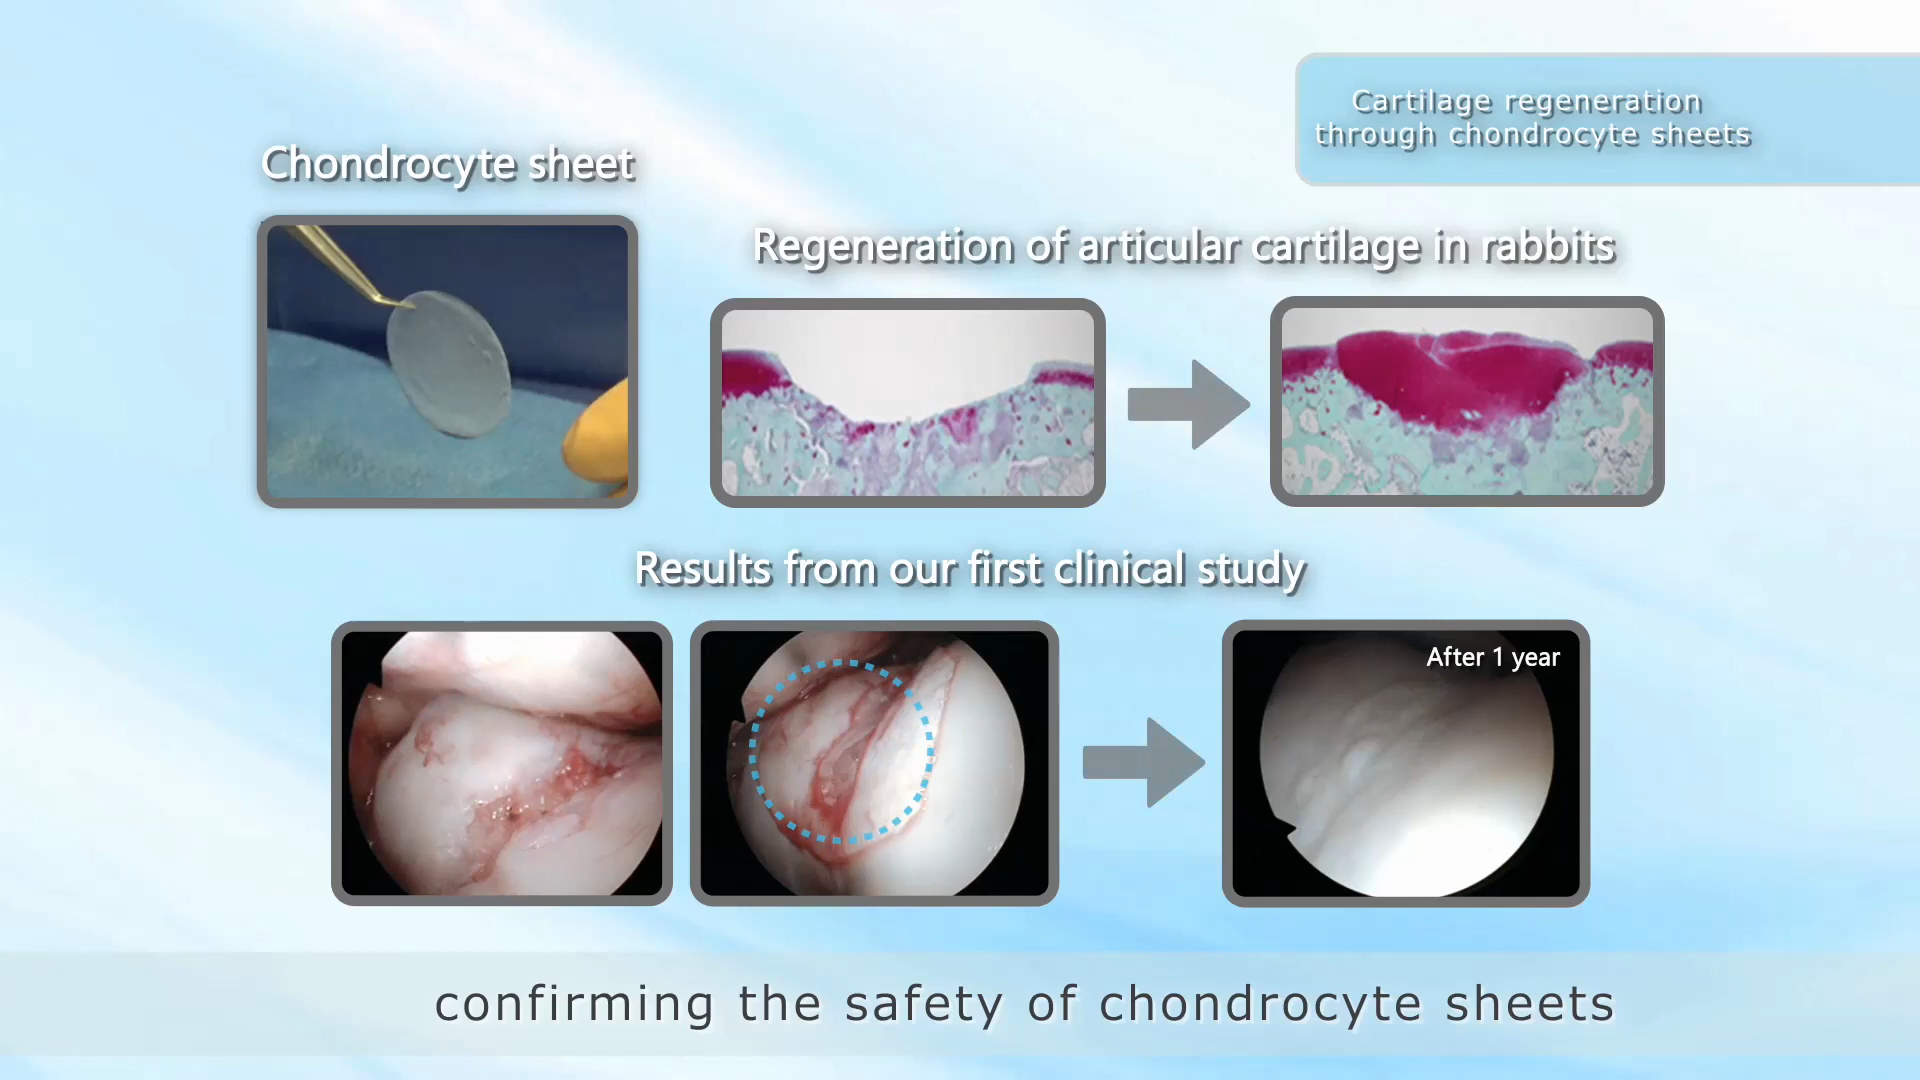 Cartilage regeneration
through chondrocyte sheets
Chondrocyte sheet
Regeneration of articular cartilage in rabbits
Results from our first clinical study
After 1 year
confirming the safety of chondrocyte sheets